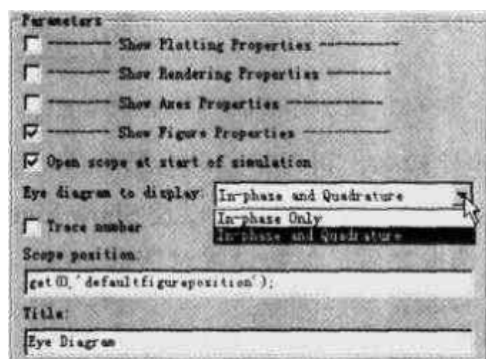 Parameters
-------- Show Plotting Properties --------
-------- Show Rendering Properties --------
-------- Show Axes Properties --------
-------- Show Figure Properties --------
Open scope at start of simulation
Eye diagram to display: In-phase and Quadrature
In-phase Only
In-phase and Quadrature
Trace number
Scope position:
get(0,'defaultfigureposition');
Title:
Eye Diagram